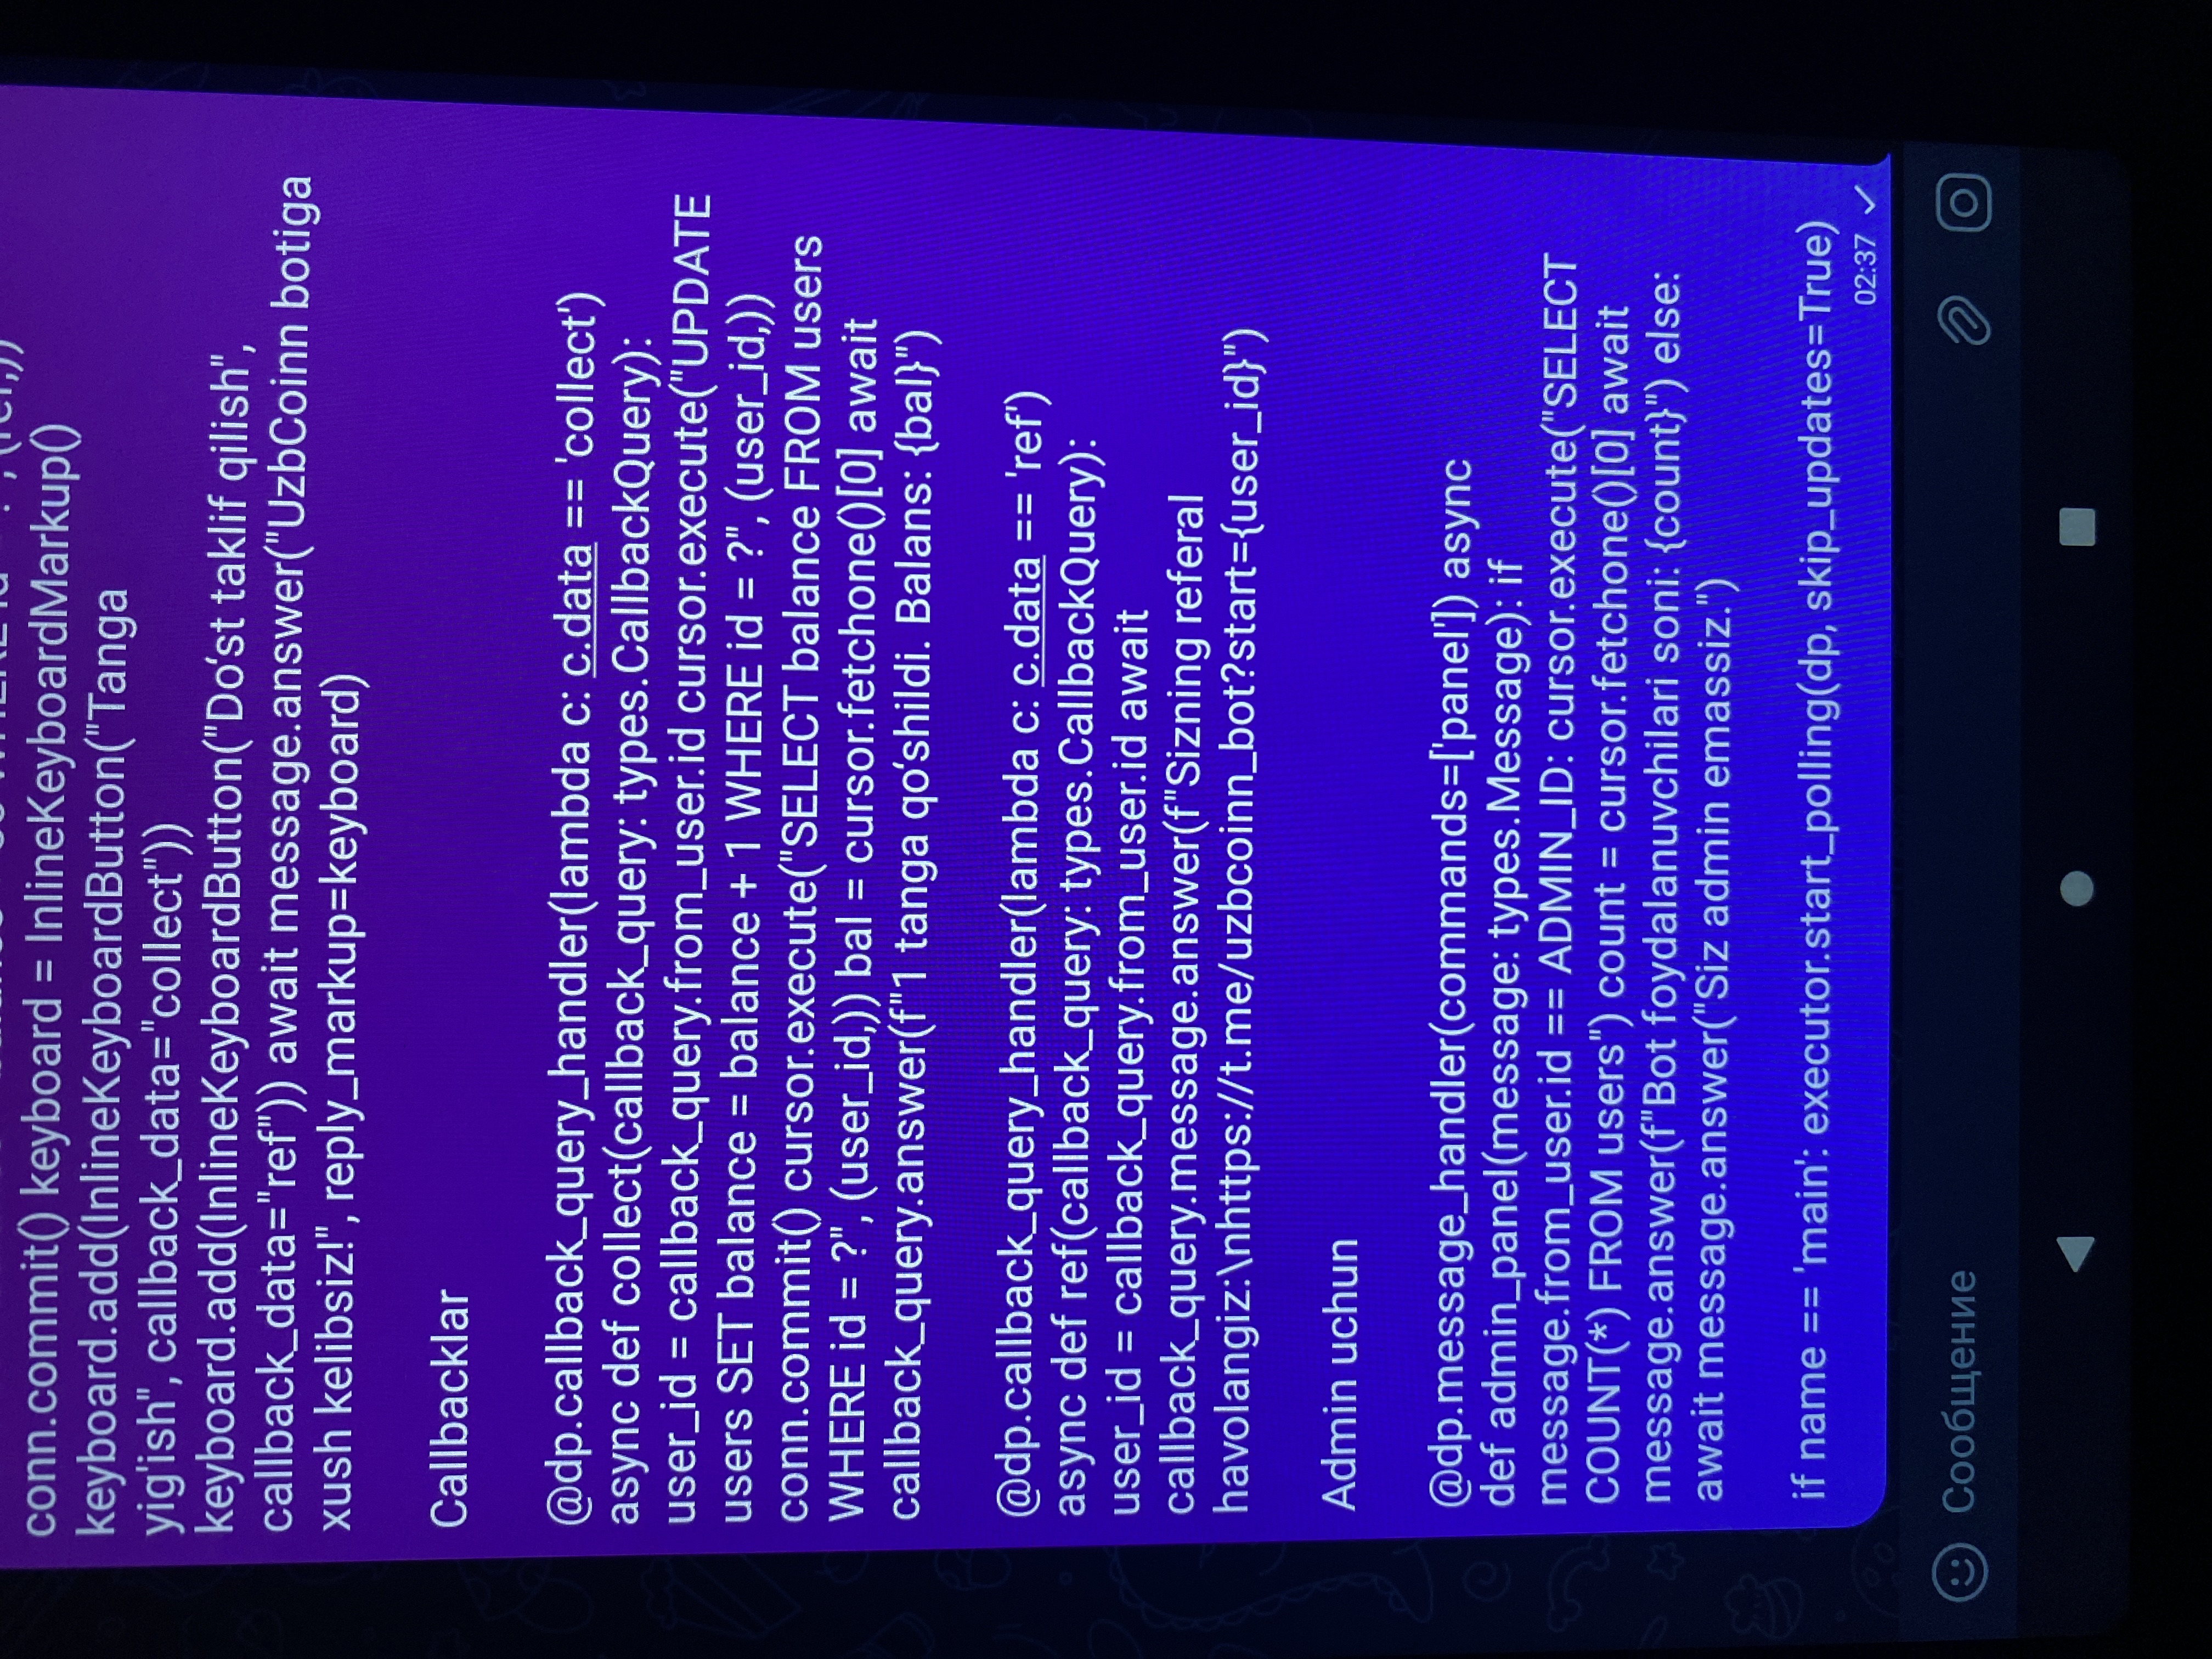 conn.commit() keyboard = InlineKeyboardMarkup()
keyboard.add(InlineKeyboardButton("Tanga
yig'ish", callback_data="collect"))
keyboard.add(InlineKeyboardButton("Do‘st taklif qilish",
callback_data="ref")) await message.answer("UzbCoinn botiga
xush kelibsiz!", reply_markup=keyboard)
Callbacklar
@dp.callback_query_handler(lambda c: c.data == 'collect')
async def collect(callback_query: types.CallbackQuery):
user_id = callback_query.from_user.id cursor.execute("UPDATE
users SET balance = balance + 1 WHERE id = ?", (user_id,))
conn.commit() cursor.execute("SELECT balance FROM users
WHERE id = ?", (user_id,)) bal = cursor.fetchone()[0] await
callback_query.answer(f"1 tanga qo‘shildi. Balans: {bal}")
@dp.callback_query_handler(lambda c: c.data == 'ref')
async def ref(callback_query: types.CallbackQuery):
user_id = callback_query.from_user.id await
callback_query.message.answer(f"Sizning referal
havolangiz:\nhttps://t.me/uzbcoinn_bot?start={user_id}")
Admin uchun
@dp.message_handler(commands=['panel']) async
def admin_panel(message: types.Message): if
message.from_user.id == ADMIN_ID: cursor.execute("SELECT
COUNT(*) FROM users") count = cursor.fetchone()[0] await
message.answer(f"Bot foydalanuvchilari soni: {count}") else:
await message.answer("Siz admin emassiz.")
if name == 'main': executor.start_polling(dp, skip_updates=True)
02:37
Сообщение